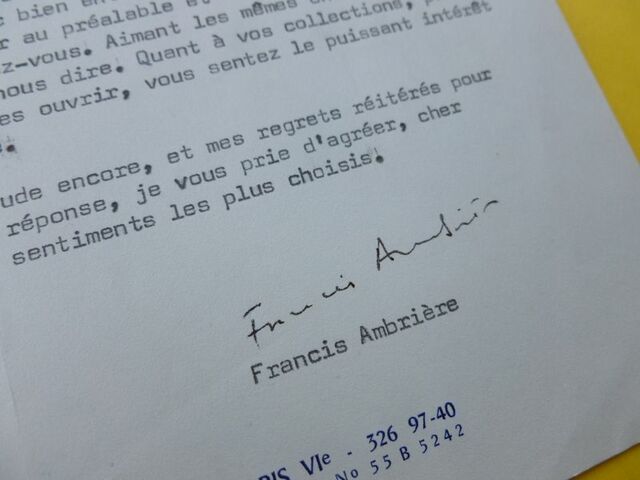 bien en
r au préalable et
z-vous. Aimant les mêmes
nous dire. Quant à vos collections, p
es ouvrir, vous sentez le puissant intérêt
ude encore, et mes regrets réitérés pour
réponse, je vous prie d'agréer, cher
sentiments les plus choisis.
Francis Ambrière
Francis Ambrière
RIS VIe - 326 97-40
No 55 B 5242